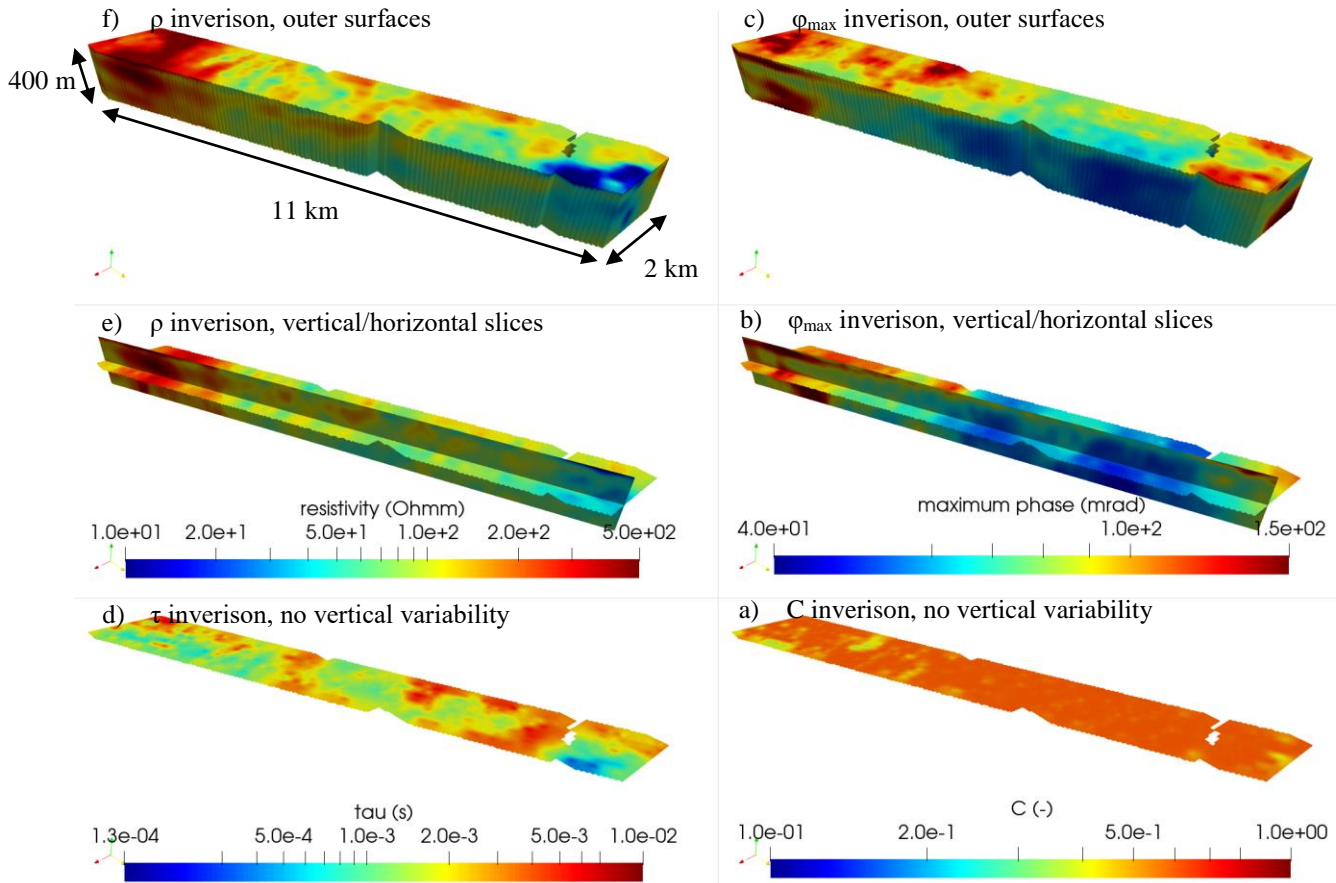 f) ρ inverison, outer surfaces
400 m
11 km
2 km
c) φmax inverison, outer surfaces
e) ρ inverison, vertical/horizontal slices
resistivity (Ohmm)
1.0e+01 2.0e+1 5.0e+1 1.0e+2 2.0e+2 5.0e+02
b) φmax inverison, vertical/horizontal slices
maximum phase (mrad)
4.0e+01 1.0e+2 1.5e+02
d) τ inverison, no vertical variability
tau (s)
1.3e-04 5.0e-4 1.0e-3 2.0e-3 5.0e-3 1.0e-02
a) C inverison, no vertical variability
C (-)
1.0e-01 2.0e-1 5.0e-1 1.0e+00